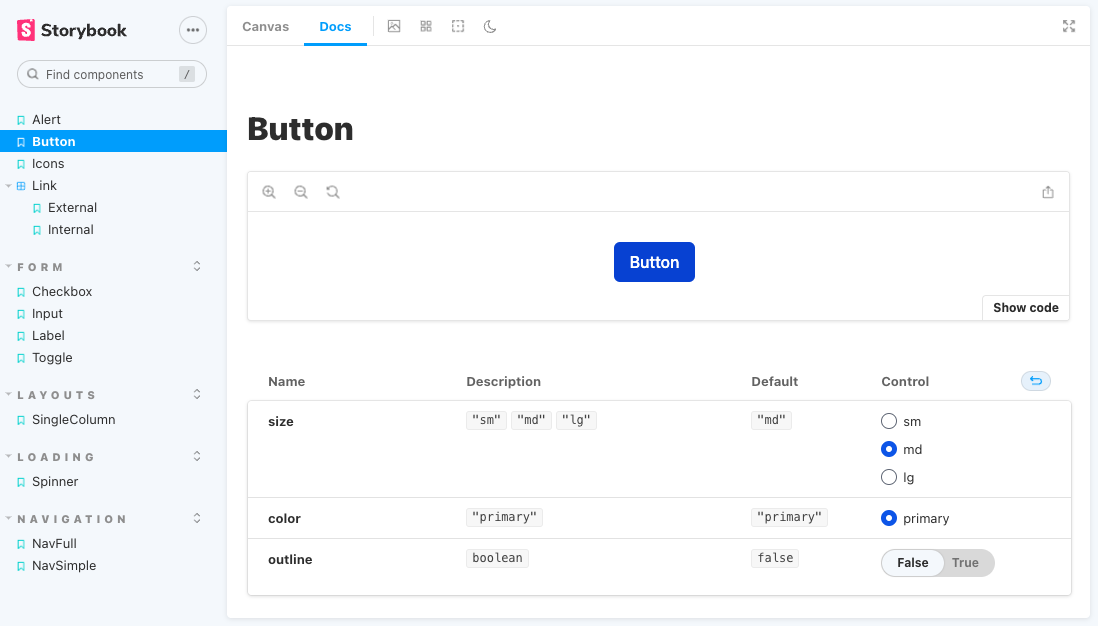 Storybook
Find components /
Alert
Button
Icons
Link
External
Internal
FORM
Checkbox
Input
Label
Toggle
LAYOUTS
SingleColumn
LOADING
Spinner
NAVIGATION
NavFull
NavSimple
Canvas Docs
Button
Button
Show code
Name Description Default Control
size "sm" "md" "lg" "md" sm
md
lg
color "primary" "primary" primary
outline boolean false False True